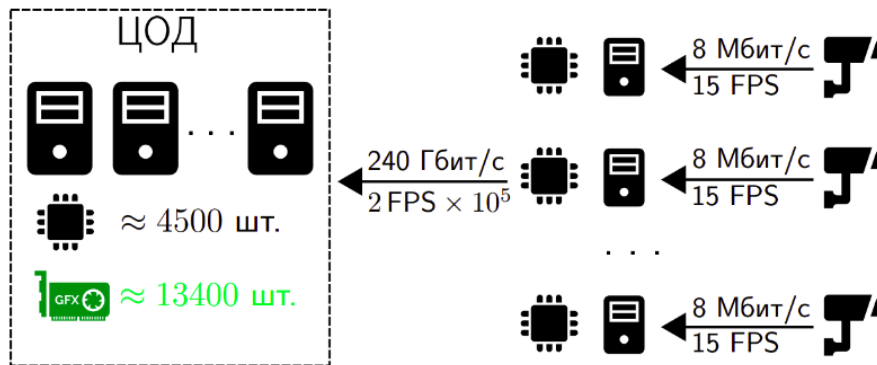 ЦОД
. . .
≈ 4500 шт.
GFX
≈ 13400 шт.
240 Гбит/с
2 FPS × 10⁵
8 Мбит/с
15 FPS
8 Мбит/с
15 FPS
. . .
8 Мбит/с
15 FPS